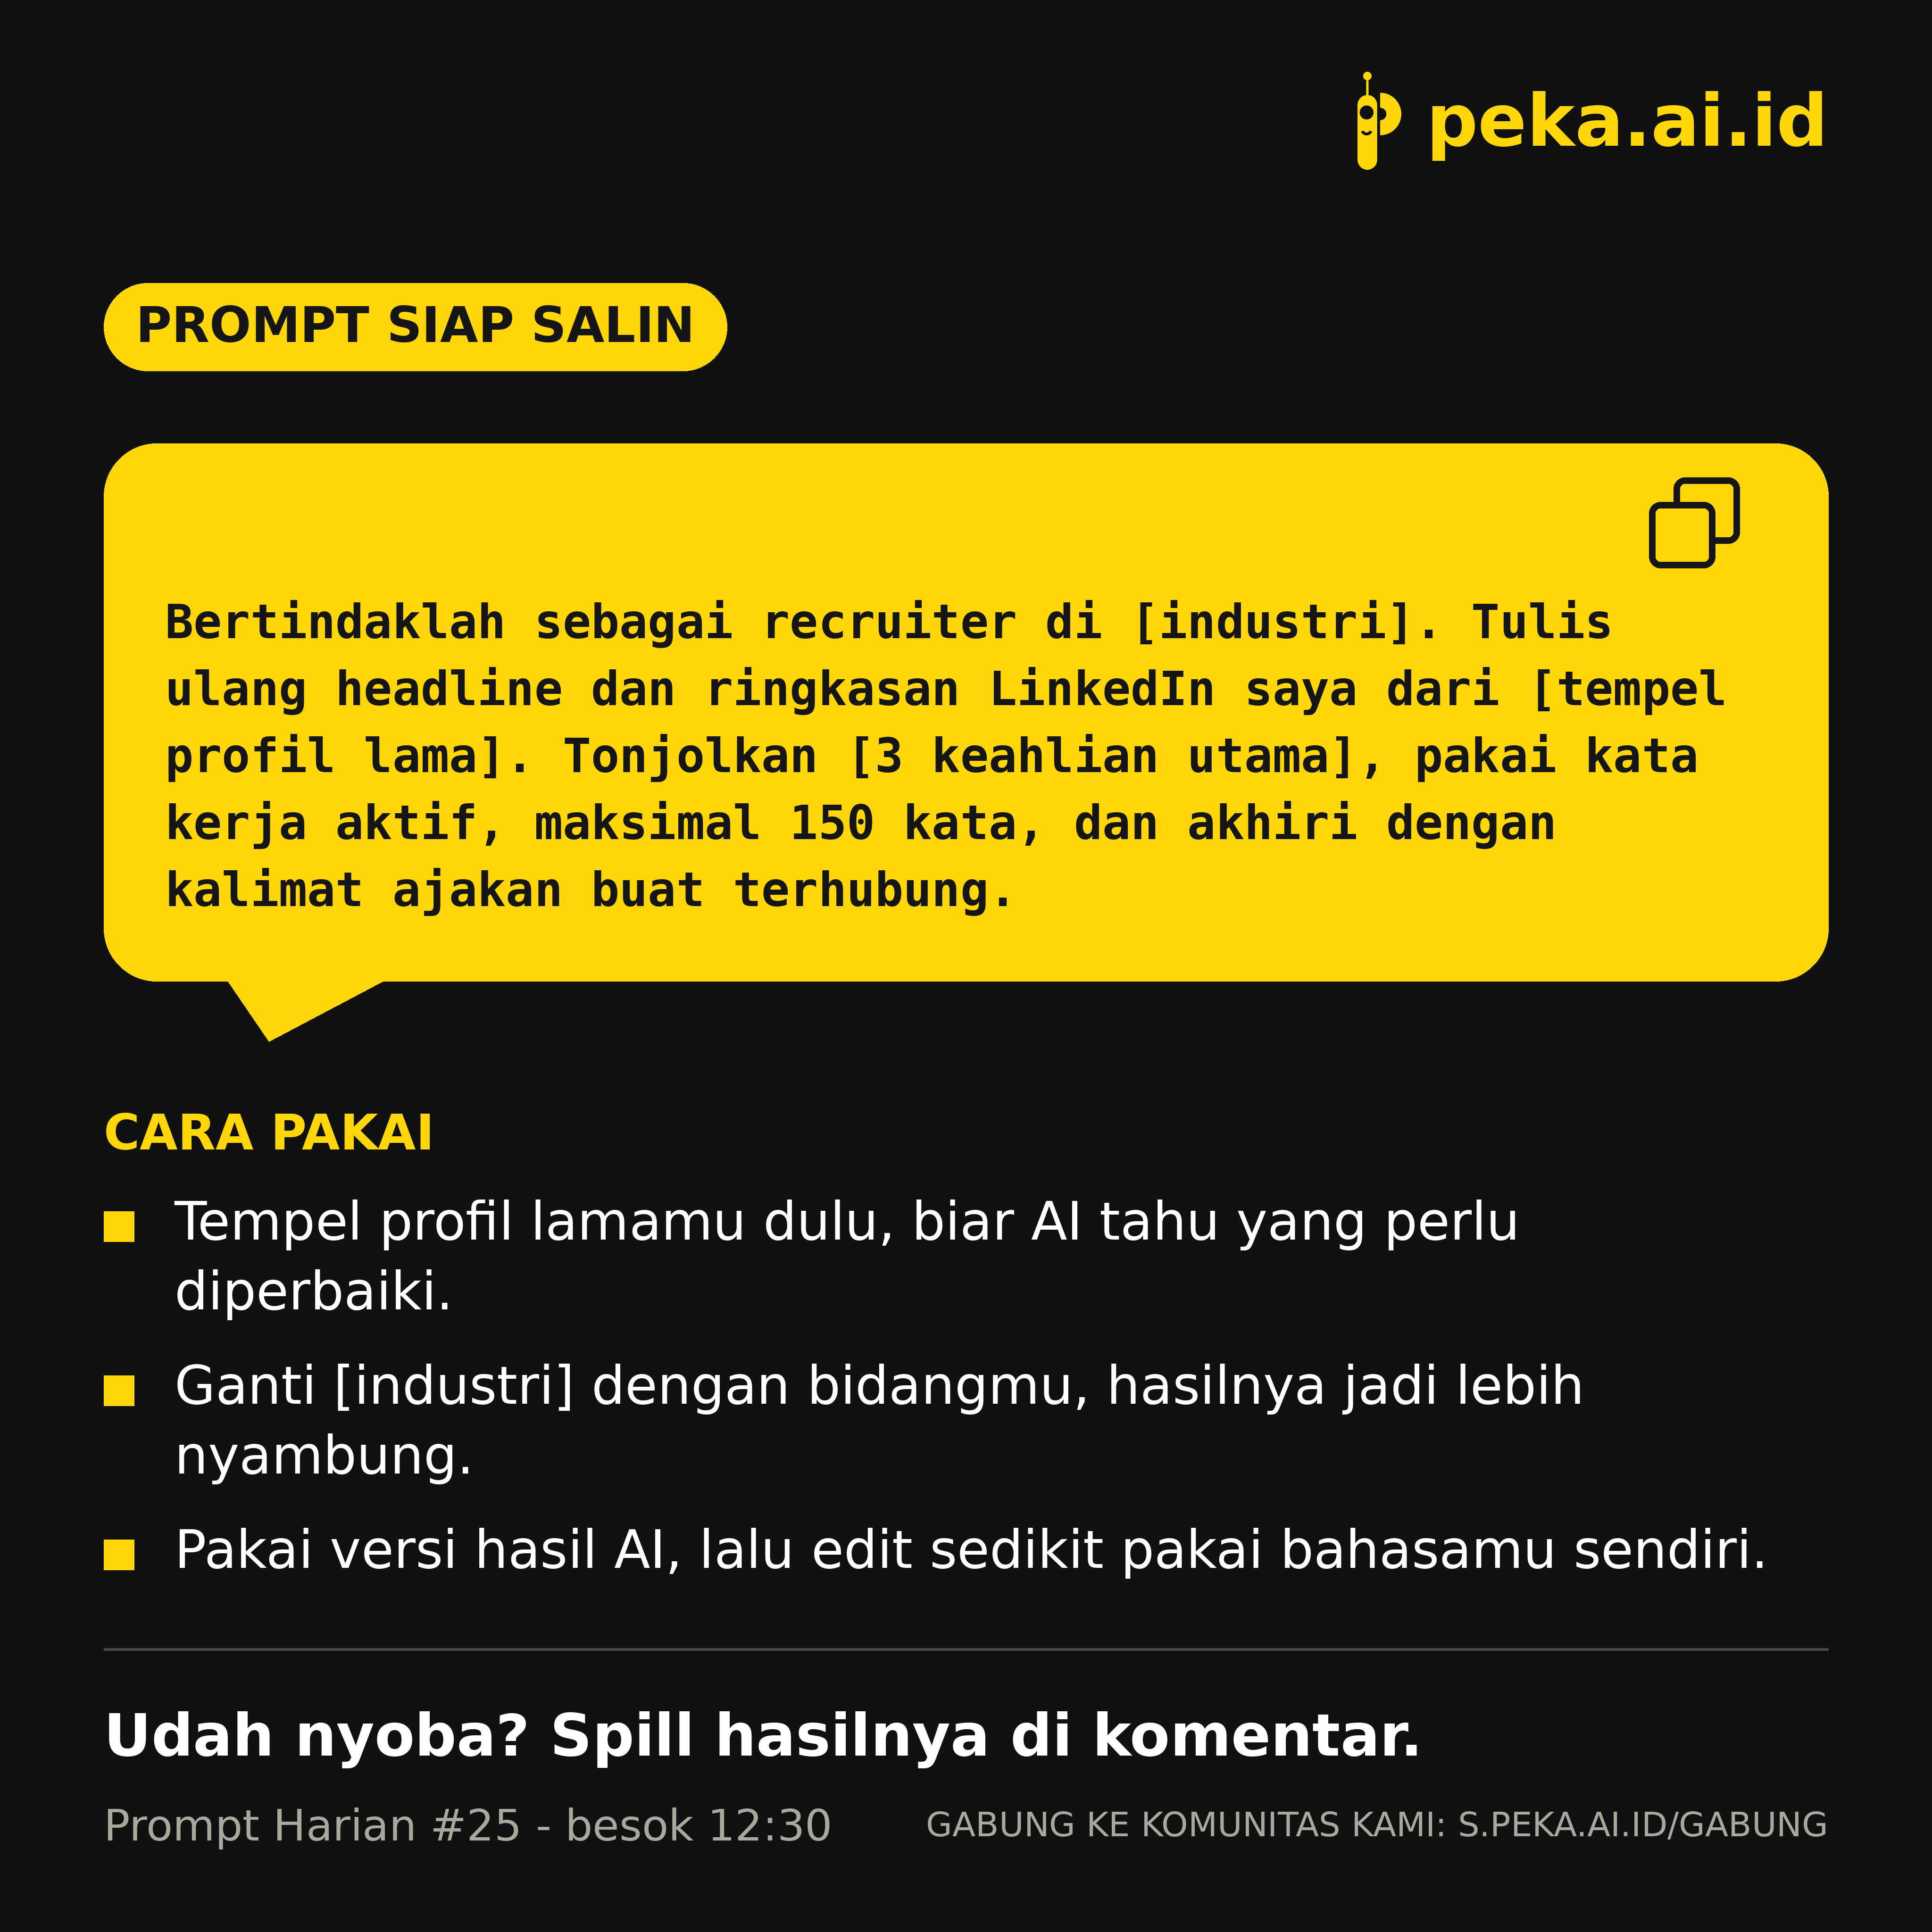 peka.ai.id
PROMPT SIAP SALIN
Bertindaklah sebagai recruiter di [industri]. Tulis
ulang headline dan ringkasan LinkedIn saya dari [tempel
profil lama]. Tonjolkan [3 keahlian utama], pakai kata
kerja aktif, maksimal 150 kata, dan akhiri dengan
kalimat ajakan buat terhubung.
CARA PAKAI
Tempel profil lamamu dulu, biar AI tahu yang perlu
diperbaiki.
Ganti [industri] dengan bidangmu, hasilnya jadi lebih
nyambung.
Pakai versi hasil AI, lalu edit sedikit pakai bahasamu sendiri.
Udah nyoba? Spill hasilnya di komentar.
Prompt Harian #25 - besok 12:30
GABUNG KE KOMUNITAS KAMI: S.PEKA.AI.ID/GABUNG